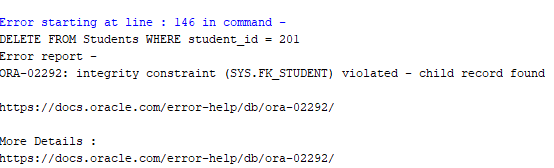 Error starting at line : 146 in command -
DELETE FROM Students WHERE student_id = 201
Error report -
ORA-02292: integrity constraint (SYS.FK_STUDENT) violated - child record found
https://docs.oracle.com/error-help/db/ora-02292/
More Details :
https://docs.oracle.com/error-help/db/ora-02292/